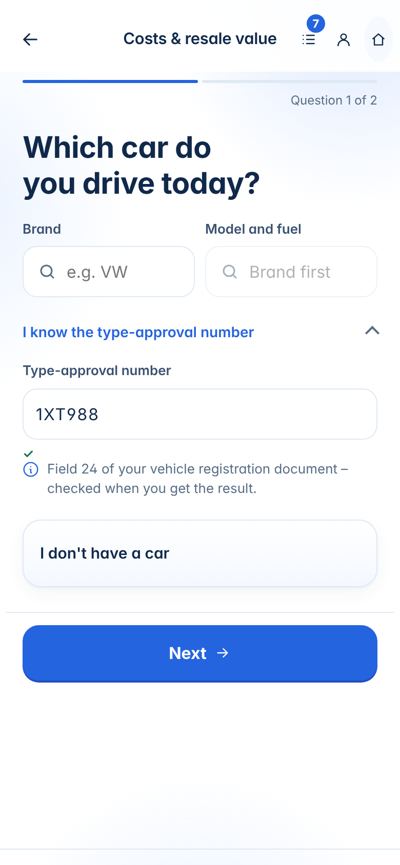 Costs & resale value
7
Question 1 of 2
Which car do
you drive today?
Brand
Model and fuel
e.g. VW
Brand first
I know the type-approval number
Type-approval number
1XT988
Field 24 of your vehicle registration document –
checked when you get the result.
I don't have a car
Next